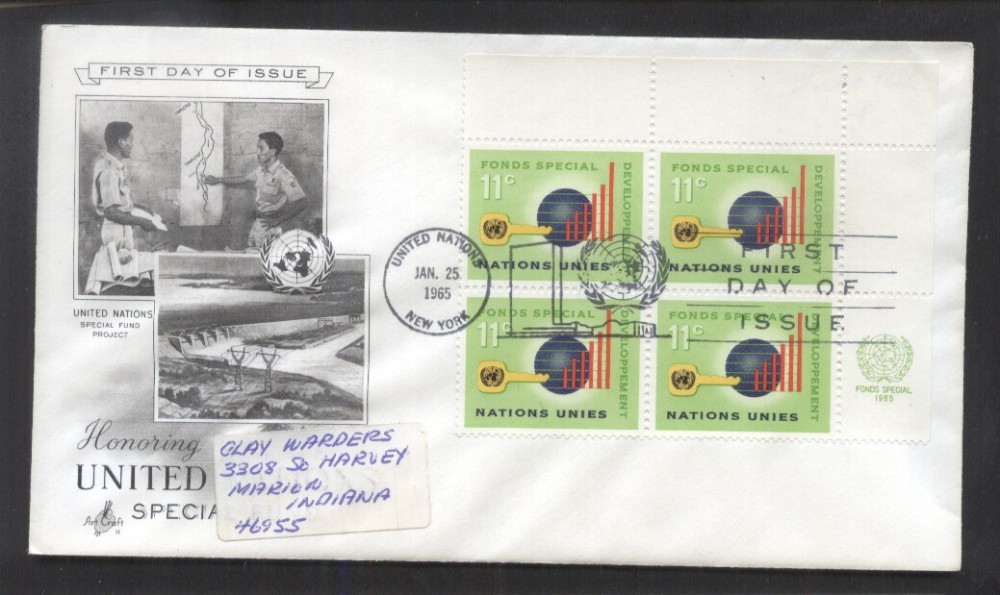 FIRST DAY OF ISSUE
UNITED NATIONS
SPECIAL FUND
PROJECT
Honoring
UNITED
SPECIA
Art Craft
CLAY WARDERS
3308 SO HARVEY
MARION
INDIANA
46955
UNITED NATIONS
JAN. 25
1965
NEW YORK
FONDS SPECIAL
11c
DEVELOPPEMENT
NATIONS UNIES
FONDS SPECIAL
11c
DEVELOPPEMENT
NATIONS UNIES
FIRST
DAY OF
ISSUE
FONDS SPECIAL
11c
DEVELOPPEMENT
NATIONS UNIES
FONDS SPECIAL
11c
DEVELOPPEMENT
NATIONS UNIES
FONDS SPECIAL
1965